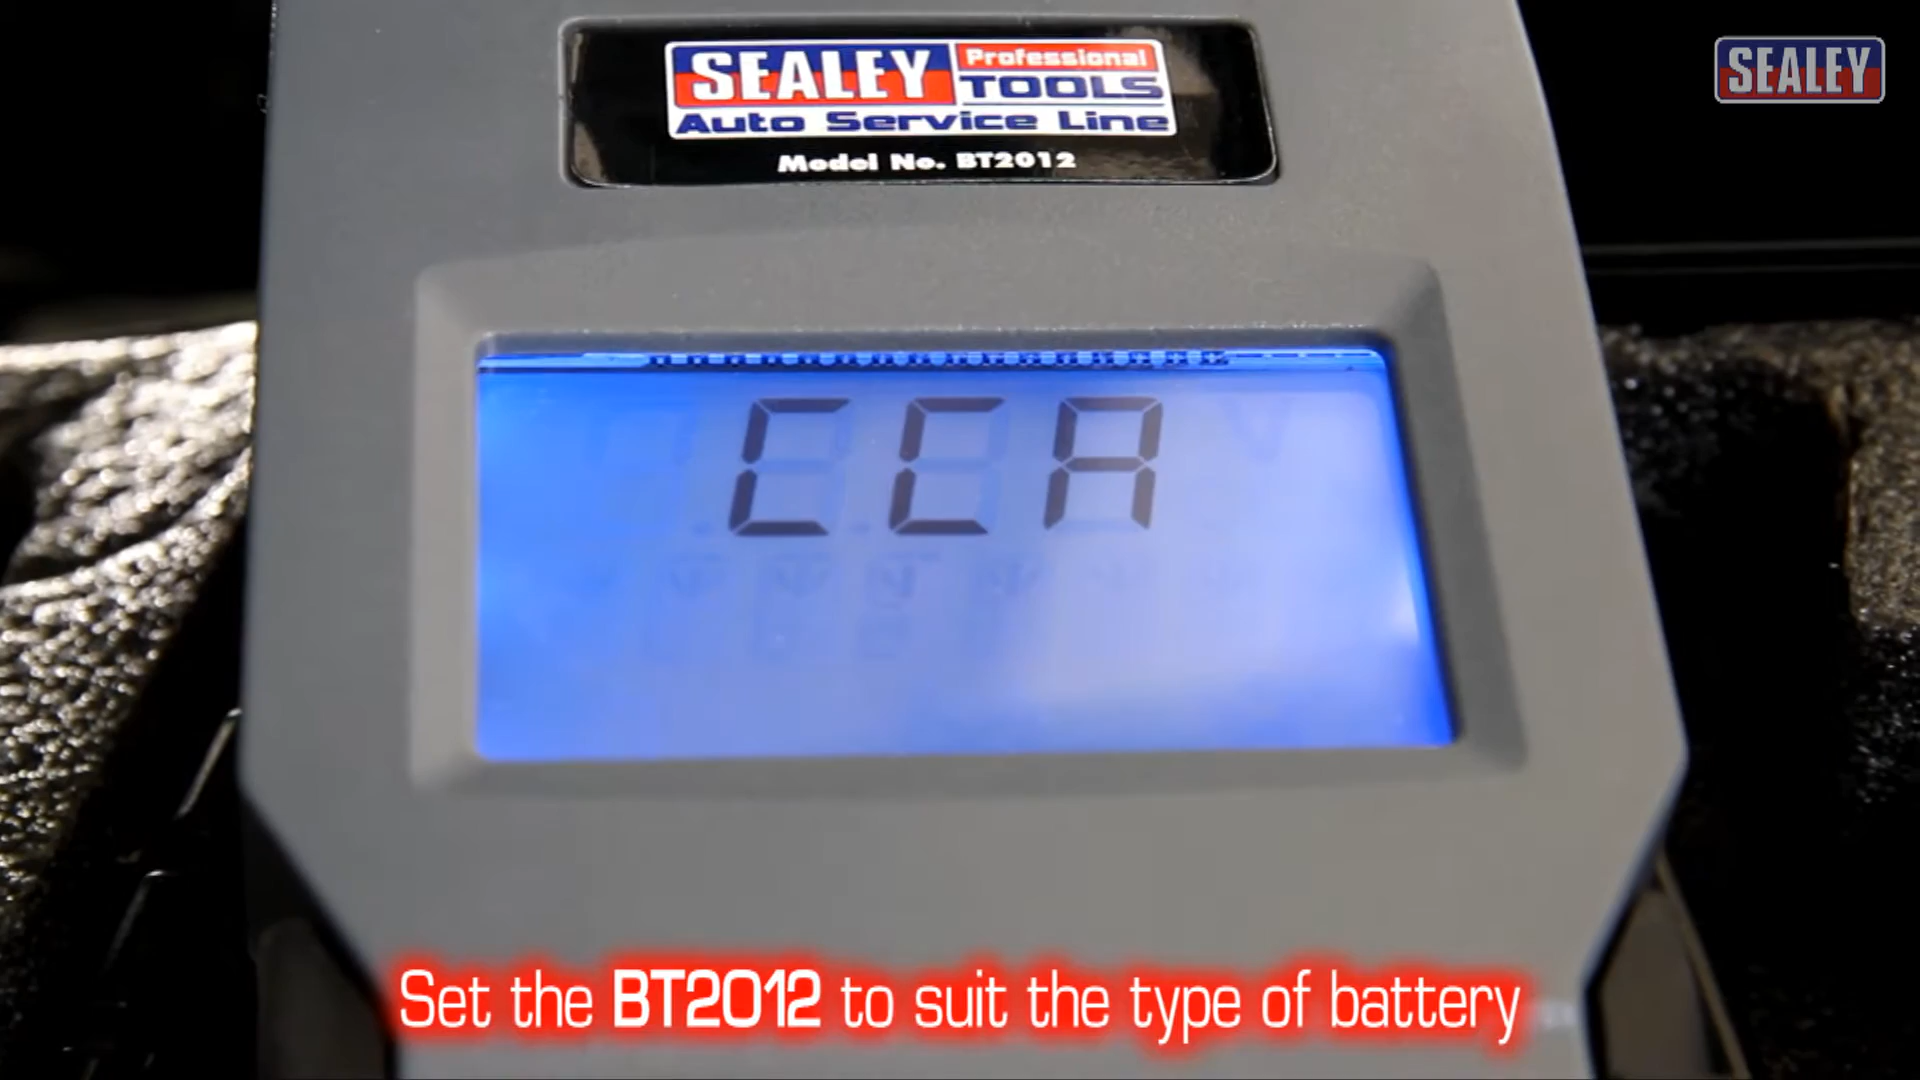 SEALEY Professional
TOOLS
Auto Service Line
Model No. BT2012
SEALEY
CCA
Set the BT2012 to suit the type of battery